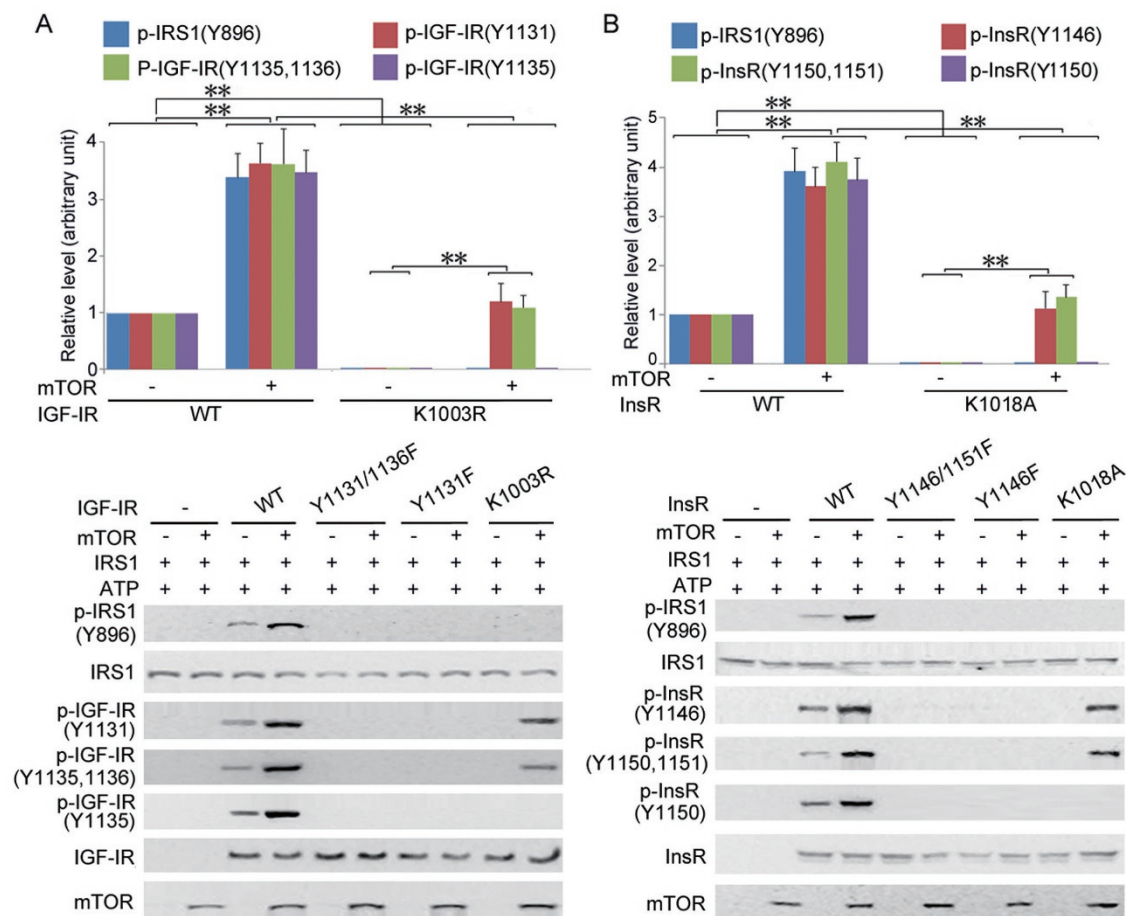 A
p-IRS1(Y896) p-IGF-IR(Y1131)
P-IGF-IR(Y1135,1136) p-IGF-IR(Y1135)
**
** **
**
Relative level (arbitrary unit)
4
3
1
0
mTOR - + - +
IGF-IR WT K1003R
IGF-IR - WT Y1131/1136F Y1131F K1003R
mTOR - + - + - + - + - +
IRS1 + + + + + + + + + +
ATP + + + + + + + + + +
p-IRS1
(Y896)
IRS1
p-IGF-IR
(Y1131)
p-IGF-IR
(Y1135,1136)
p-IGF-IR
(Y1135)
IGF-IR
mTOR
B
p-IRS1(Y896) p-InsR(Y1146)
p-InsR(Y1150,1151) p-InsR(Y1150)
**
** **
**
Relative level (arbitrary unit)
5
4
4
1
0
mTOR - + - +
InsR WT K1018A
InsR - WT Y1146/1151F Y1146F K1018A
mTOR - + - + - + - + - +
IRS1 + + + + + + + + + +
ATP + + + + + + + + + +
p-IRS1
(Y896)
IRS1
p-InsR
(Y1146)
p-InsR
(Y1150,1151)
p-InsR
(Y1150)
InsR
mTOR